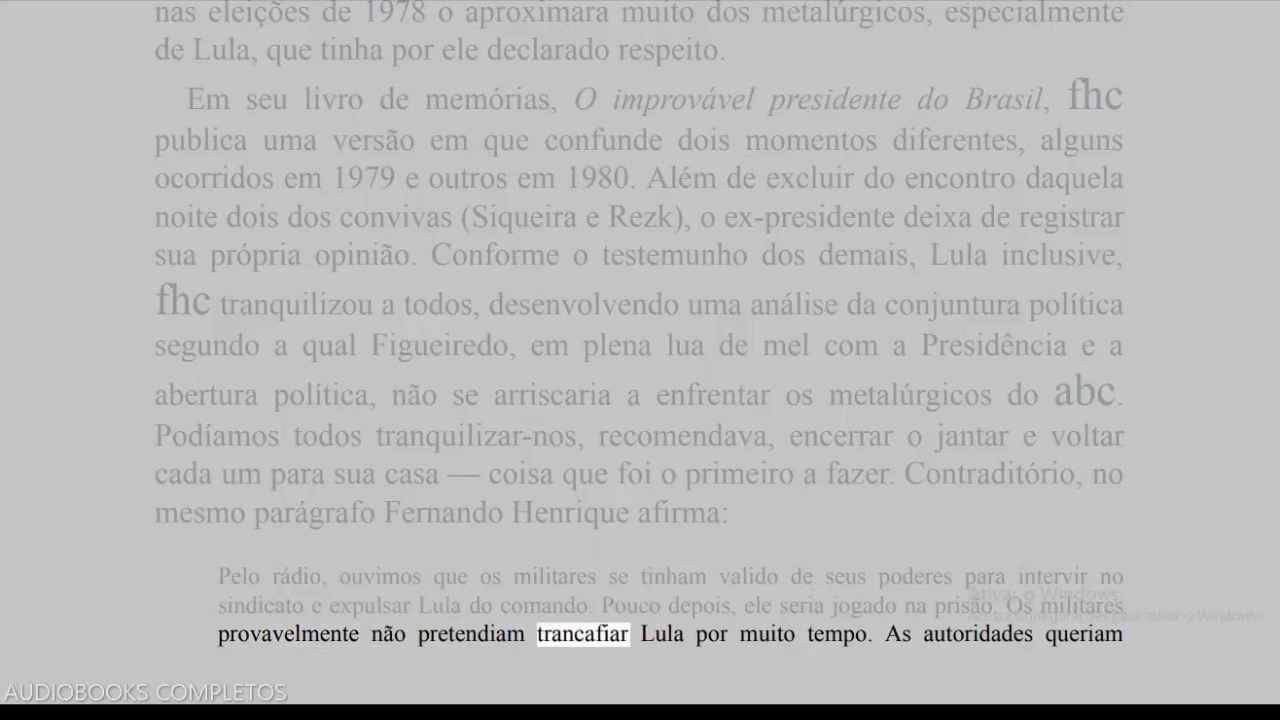 nas eleições de 1978 o aproximara muito dos metalúrgicos, especialmente
de Lula, que tinha por ele declarado respeito.
Em seu livro de memórias, O improvável presidente do Brasil, fhc
publica uma versão em que confunde dois momentos diferentes, alguns
ocorridos em 1979 e outros em 1980. Além de excluir do encontro daquela
noite dois dos convivas (Siqueira e Rezk), o ex-presidente deixa de registrar
sua própria opinião. Conforme o testemunho dos demais, Lula inclusive,
fhc tranquilizou a todos, desenvolvendo uma análise da conjuntura política
segundo a qual Figueiredo, em plena lua de mel com a Presidência e a
abertura política, não se arriscaria a enfrentar os metalúrgicos do abc.
Podíamos todos tranquilizar-nos, recomendava, encerrar o jantar e voltar
cada um para sua casa — coisa que foi o primeiro a fazer. Contraditório, no
mesmo parágrafo Fernando Henrique afirma:
Pelo rádio, ouvimos que os militares se tinham valido de seus poderes para intervir no
sindicato e expulsar Lula do comando. Pouco depois, ele seria jogado na prisão. Os militares
provavelmente não pretendiam trancafiar Lula por muito tempo. As autoridades queriam
Ativar o Windows
Acesse Configurações para ativar o Windows.
AUDIOBOOKS COMPLETOS